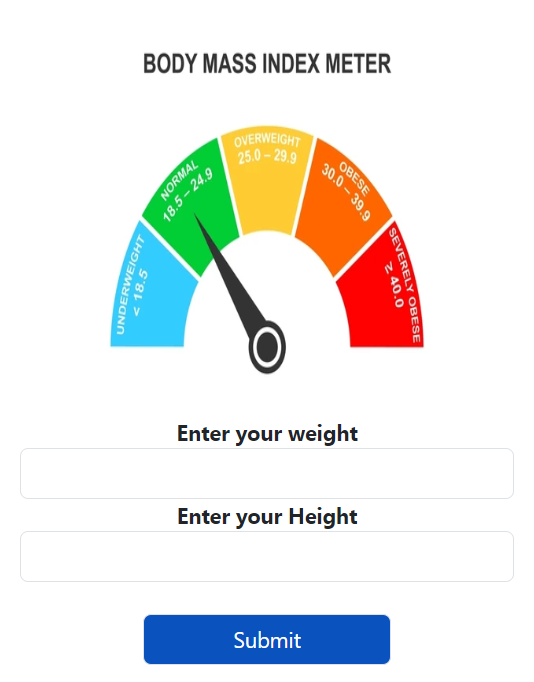 BODY MASS INDEX METER
UNDERWEIGHT
< 18.5
NORMAL
18.5 – 24.9
OVERWEIGHT
25.0 – 29.9
OBESE
30.0 – 39.9
SEVERELY OBESE
≥ 40.0
Enter your weight
Enter your Height
Submit